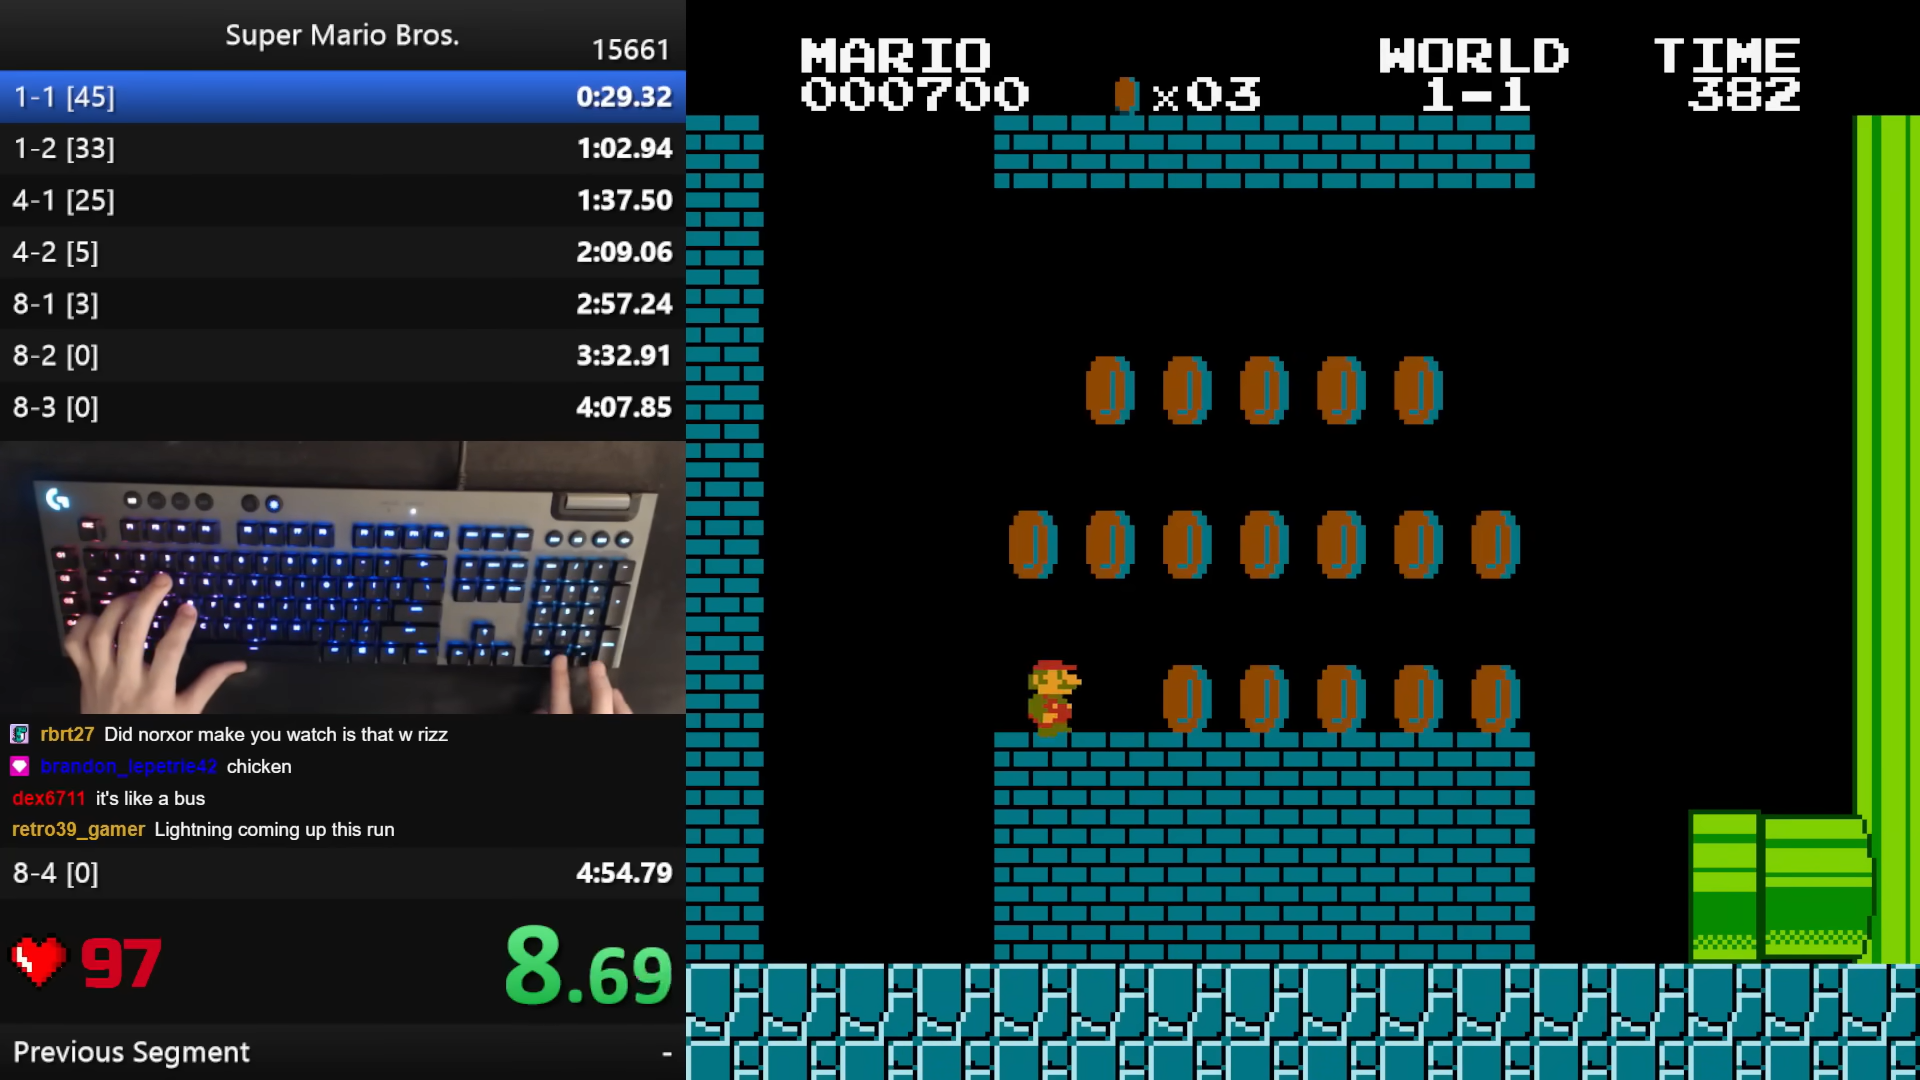 Super Mario Bros.
15661
1-1 [45] 0:29.32
1-2 [33] 1:02.94
4-1 [25] 1:37.50
4-2 [5] 2:09.06
8-1 [3] 2:57.24
8-2 [0] 3:32.91
8-3 [0] 4:07.85
rbrt27 Did norxor make you watch is that w rizz
brandon_lepetrie42 chicken
dex6711 it's like a bus
retro39_gamer Lightning coming up this run
8-4 [0] 4:54.79
97 8.69
Previous Segment -
MARIO WORLD TIME
000700 x03 1-1 382